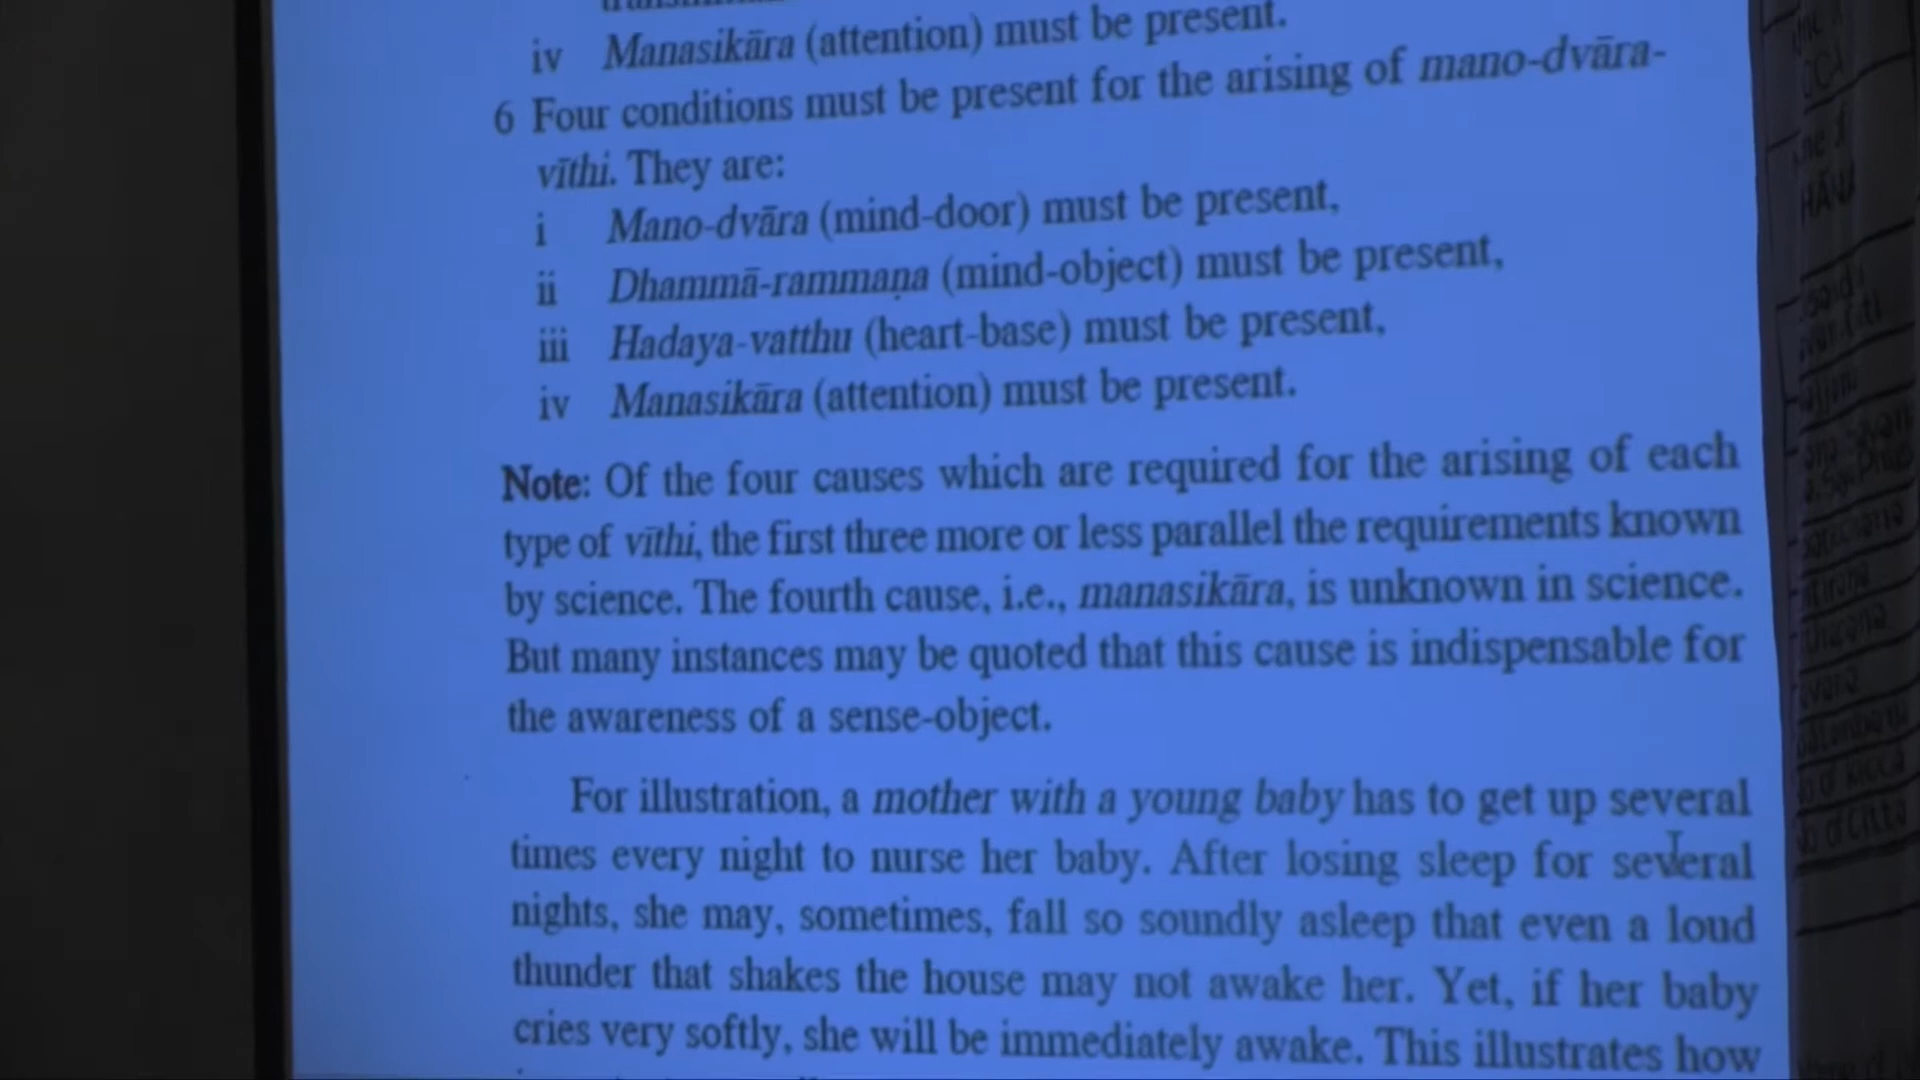 iv Manasikāra (attention) must be present.
6 Four conditions must be present for the arising of mano-dvāra-
vīthi. They are:
i Mano-dvāra (mind-door) must be present,
ii Dhammā-rammaṇa (mind-object) must be present,
iii Hadaya-vatthu (heart-base) must be present,
iv Manasikāra (attention) must be present.
Note: Of the four causes which are required for the arising of each
type of vīthi, the first three more or less parallel the requirements known
by science. The fourth cause, i.e., manasikāra, is unknown in science.
But many instances may be quoted that this cause is indispensable for
the awareness of a sense-object.
For illustration, a mother with a young baby has to get up several
times every night to nurse her baby. After losing sleep for several
nights, she may, sometimes, fall so soundly asleep that even a loud
thunder that shakes the house may not awake her. Yet, if her baby
cries very softly, she will be immediately awake. This illustrates how